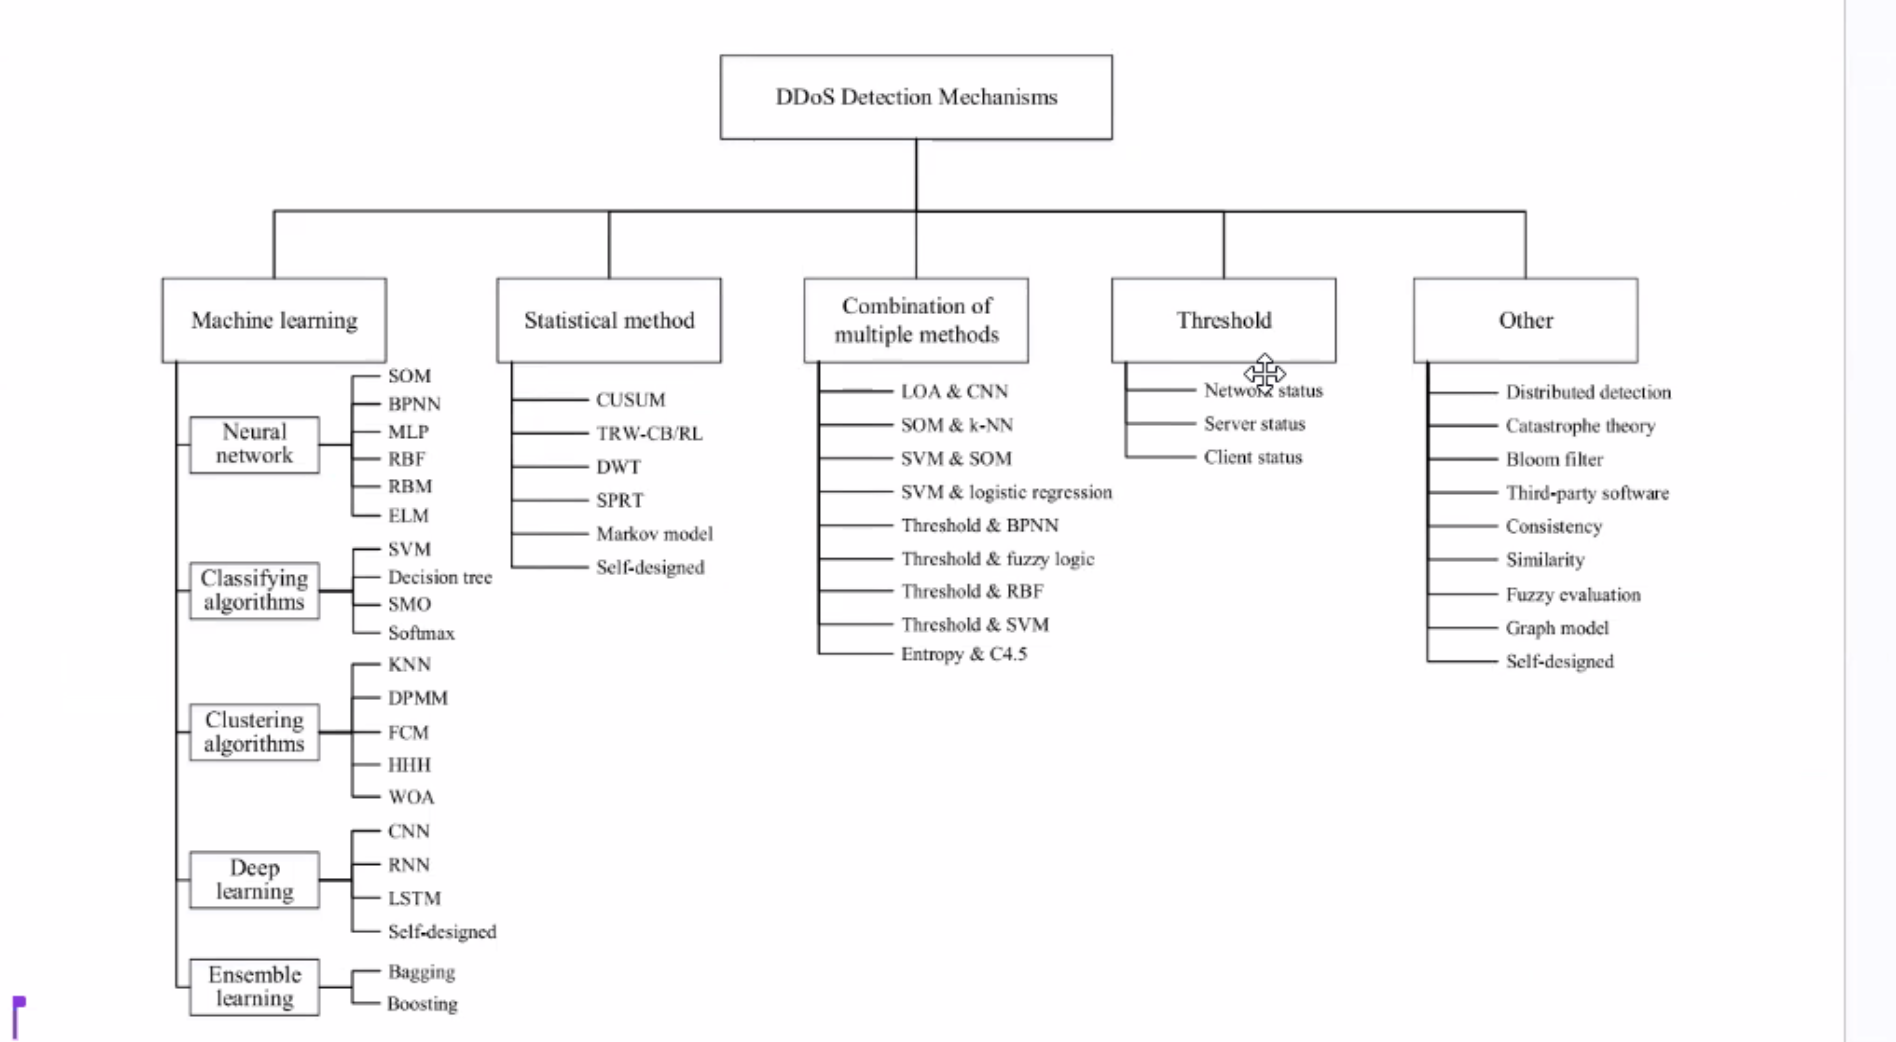 DDoS Detection Mechanisms
Machine learning
Neural
network
SOM
BPNN
MLP
RBF
RBM
ELM
Classifying
algorithms
SVM
Decision tree
SMO
Softmax
Clustering
algorithms
KNN
DPMM
FCM
HHH
WOA
Deep
learning
CNN
RNN
LSTM
Self-designed
Ensemble
learning
Bagging
Boosting
Statistical method
CUSUM
TRW-CB/RL
DWT
SPRT
Markov model
Self-designed
Combination of
multiple methods
LOA & CNN
SOM & k-NN
SVM & SOM
SVM & logistic regression
Threshold & BPNN
Threshold & fuzzy logic
Threshold & RBF
Threshold & SVM
Entropy & C4.5
Threshold
Network status
Server status
Client status
Other
Distributed detection
Catastrophe theory
Bloom filter
Third-party software
Consistency
Similarity
Fuzzy evaluation
Graph model
Self-designed